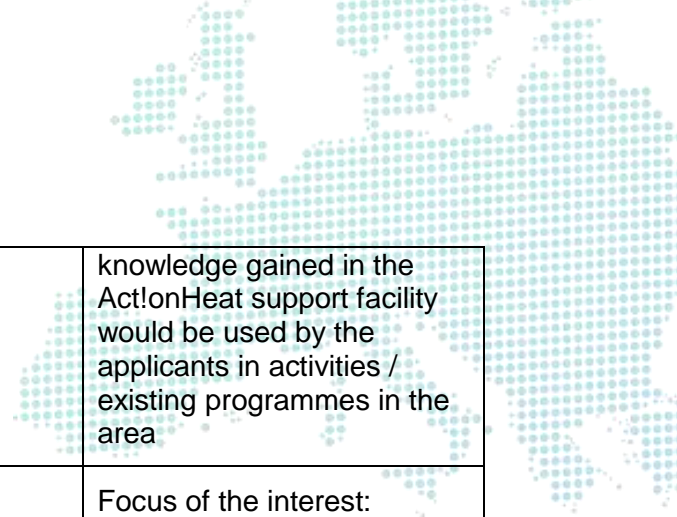 knowledge gained in the
Act!onHeat support facility
would be used by the
applicants in activities /
existing programmes in the
area
Focus of the interest: